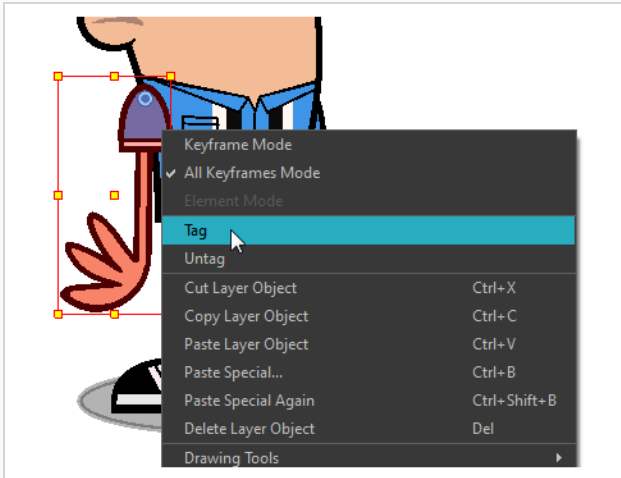 Keyframe Mode
All Keyframes Mode
Element Mode
Tag
Untag
Cut Layer Object Ctrl+X
Copy Layer Object Ctrl+C
Paste Layer Object Ctrl+V
Paste Special... Ctrl+B
Paste Special Again Ctrl+Shift+B
Delete Layer Object Del
Drawing Tools